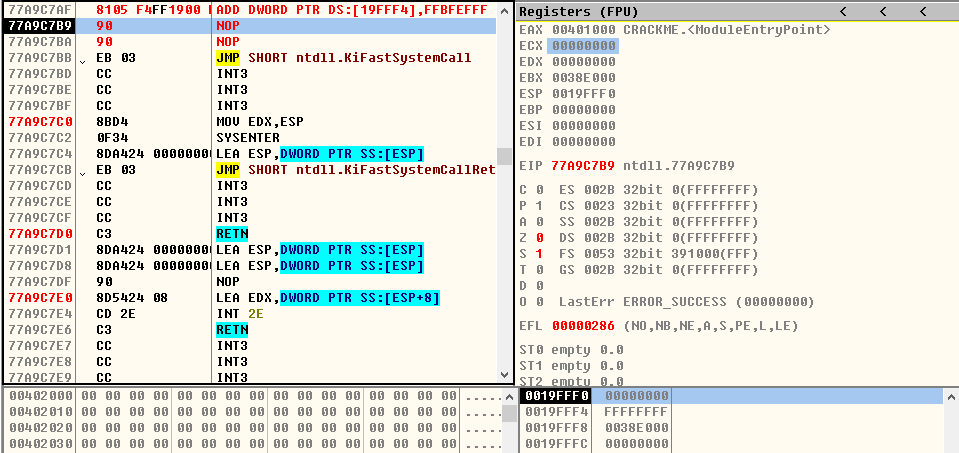 77A9C7AF 8105 F4FF1900 ADD DWORD PTR DS:[19FFF4],FFBFEFFF
77A9C7B9 90 NOP
77A9C7BA 90 NOP
77A9C7BB EB 03 JMP SHORT ntdll.KiFastSystemCall
77A9C7BD CC INT3
77A9C7BE CC INT3
77A9C7BF CC INT3
77A9C7C0 8BD4 MOV EDX,ESP
77A9C7C2 0F34 SYSENTER
77A9C7C4 8DA424 0000000 LEA ESP,DWORD PTR SS:[ESP]
77A9C7CB EB 03 JMP SHORT ntdll.KiFastSystemCallRet
77A9C7CD CC INT3
77A9C7CE CC INT3
77A9C7CF CC INT3
77A9C7D0 C3 RETN
77A9C7D1 8DA424 0000000 LEA ESP,DWORD PTR SS:[ESP]
77A9C7D8 8DA424 0000000 LEA ESP,DWORD PTR SS:[ESP]
77A9C7DF 90 NOP
77A9C7E0 8D5424 08 LEA EDX,DWORD PTR SS:[ESP+8]
77A9C7E4 CD 2E INT 2E
77A9C7E6 C3 RETN
77A9C7E7 CC INT3
77A9C7E8 CC INT3
77A9C7E9 CC INT3
Registers (FPU) < < <
EAX 00401000 CRACKME.<ModuleEntryPoint>
ECX 00000000
EDX 00000000
EBX 0038E000
ESP 0019FFF0
EBP 00000000
ESI 00000000
EDI 00000000
EIP 77A9C7B9 ntdll.77A9C7B9
C 0 ES 002B 32bit 0(FFFFFFFF)
P 1 CS 0023 32bit 0(FFFFFFFF)
A 0 SS 002B 32bit 0(FFFFFFFF)
Z 0 DS 002B 32bit 0(FFFFFFFF)
S 1 FS 0053 32bit 391000(FFF)
T 0 GS 002B 32bit 0(FFFFFFFF)
D 0
O 0 LastErr ERROR_SUCCESS (00000000)
EFL 00000286 (NO,NB,NE,A,S,PE,L,LE)
ST0 empty 0.0
ST1 empty 0.0
ST2 empty 0.0
00402000 00 00 00 00 00 00 00 00 00 00 00 00 00 00 00 00 .....
00402010 00 00 00 00 00 00 00 00 00 00 00 00 00 00 00 00 .....
00402020 00 00 00 00 00 00 00 00 00 00 00 00 00 00 00 00 .....
00402030 00 00 00 00 00 00 00 00 00 00 00 00 00 00 00 00 .....
0019FFF0 00000000
0019FFF4 FFFFFFFF
0019FFF8 0038E000
0019FFFC 00000000